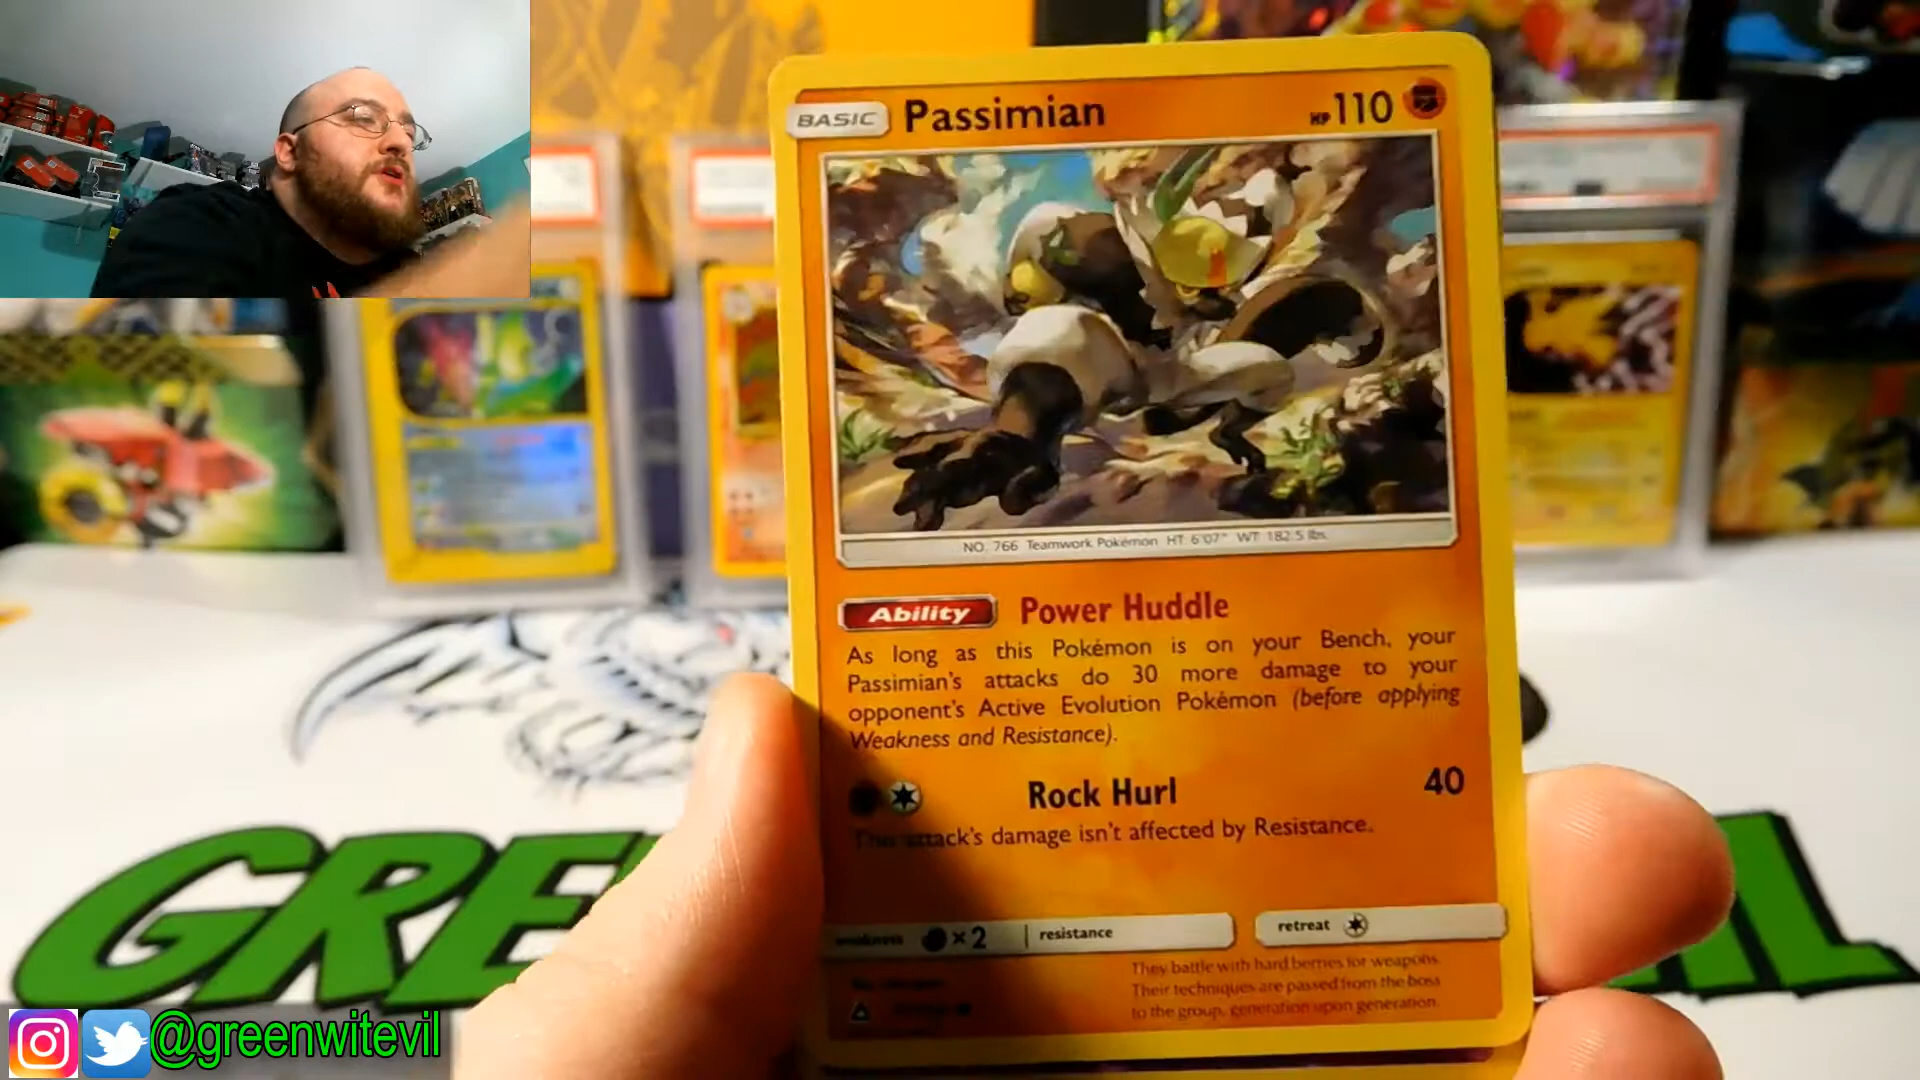 BASIC Passimian HP 110
NO. 766 Teamwork Pokémon HT: 6'07" WT: 182.5 lbs.
Ability Power Huddle
As long as this Pokémon is on your Bench, your
Passimian's attacks do 30 more damage to your
opponent's Active Evolution Pokémon (before applying
Weakness and Resistance).
Rock Hurl 40
This attack's damage isn't affected by Resistance.
weakness ×2 resistance retreat
They battle with hard berries for weapons.
Their techniques are passed from the boss
to the group, generation upon generation.
GRE
IL
@greenwitevil